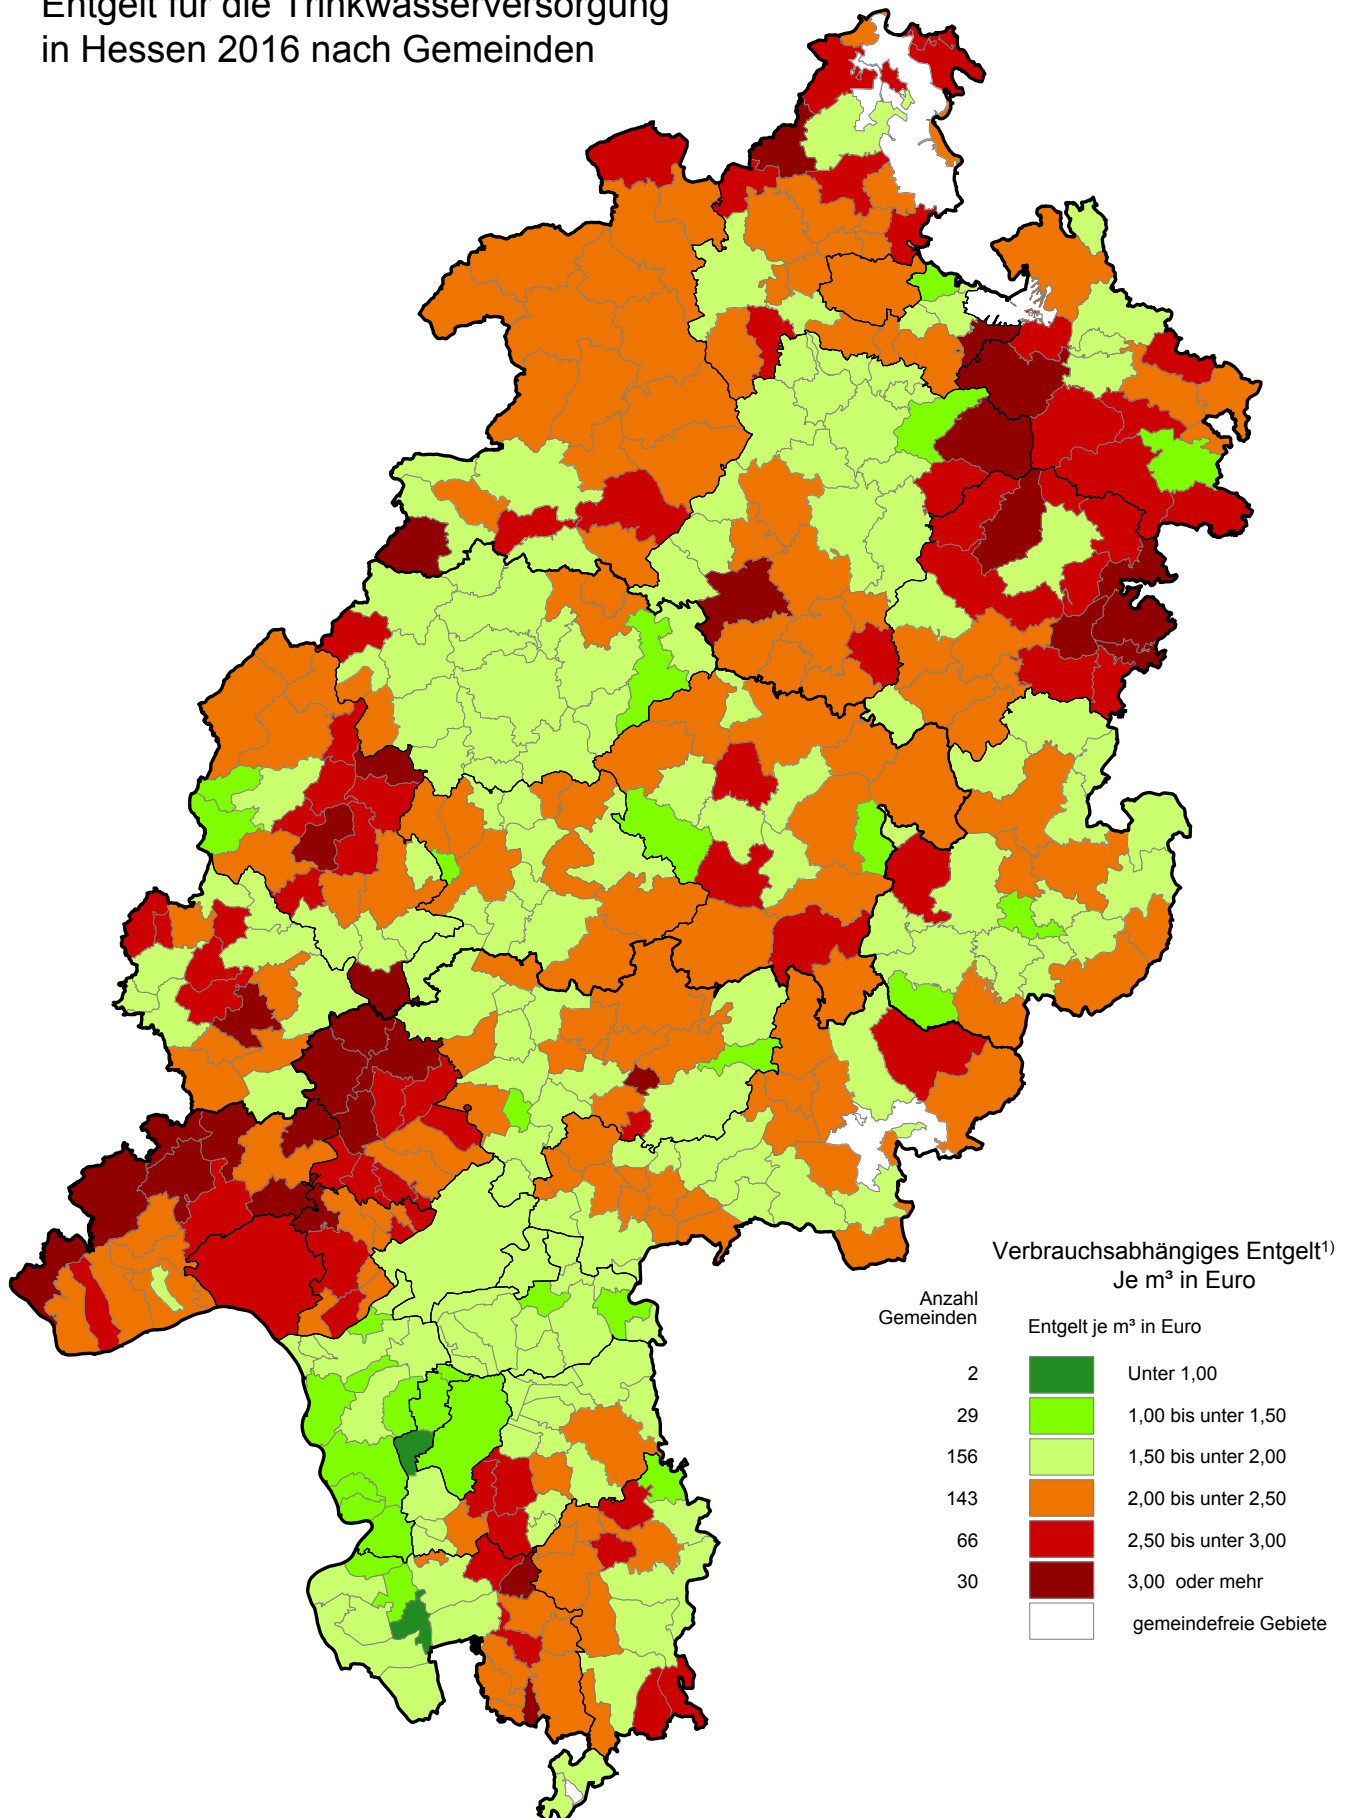 Entgelt für die Trinkwasserversorgung
in Hessen 2016 nach Gemeinden
Verbrauchsabhängiges Entgelt¹⁾
Je m³ in Euro
Anzahl
Gemeinden
Entgelt je m³ in Euro
2 Unter 1,00
29 1,00 bis unter 1,50
156 1,50 bis unter 2,00
143 2,00 bis unter 2,50
66 2,50 bis unter 3,00
30 3,00 oder mehr
gemeindefreie Gebiete